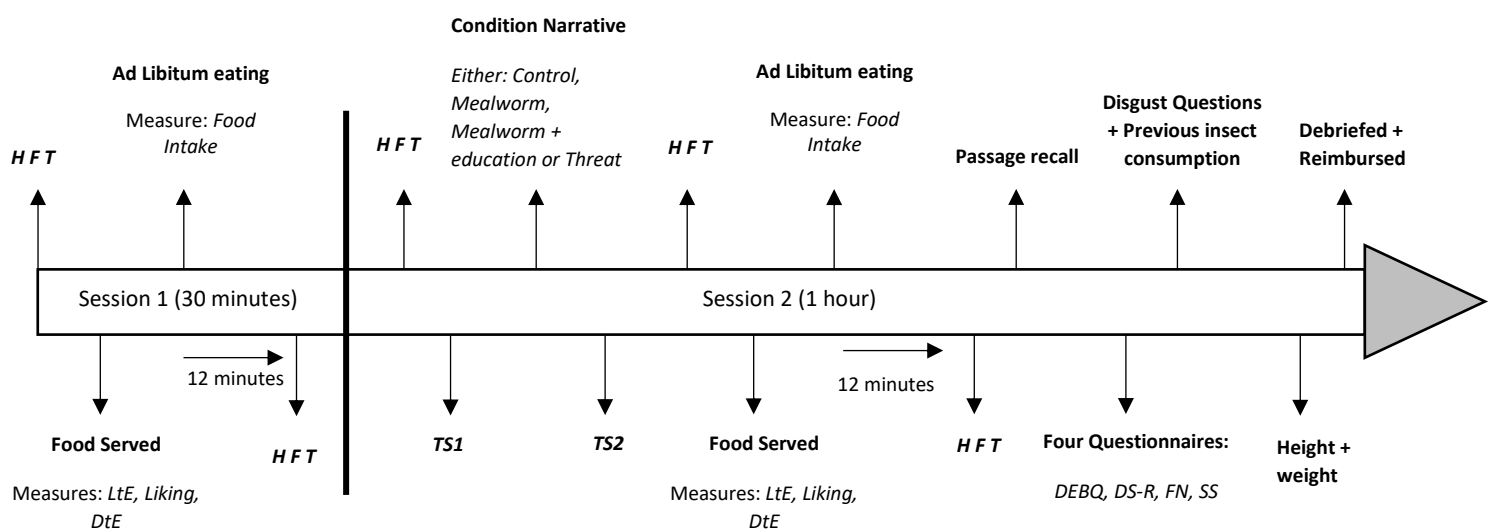 Condition Narrative
Either: Control,
Mealworm,
Mealworm +
education or Threat
Ad Libitum eating
Measure: Food
Intake
H F T
H F T
H F T
Ad Libitum eating
Measure: Food
Intake
Passage recall
Disgust Questions
+ Previous insect
consumption
Debriefed +
Reimbursed
Session 1 (30 minutes)
Session 2 (1 hour)
12 minutes
12 minutes
Food Served
Measures: LtE, Liking,
DtE
H F T
TS1
TS2
Food Served
Measures: LtE, Liking,
DtE
H F T
Four Questionnaires:
DEBQ, DS-R, FN, SS
Height +
weight